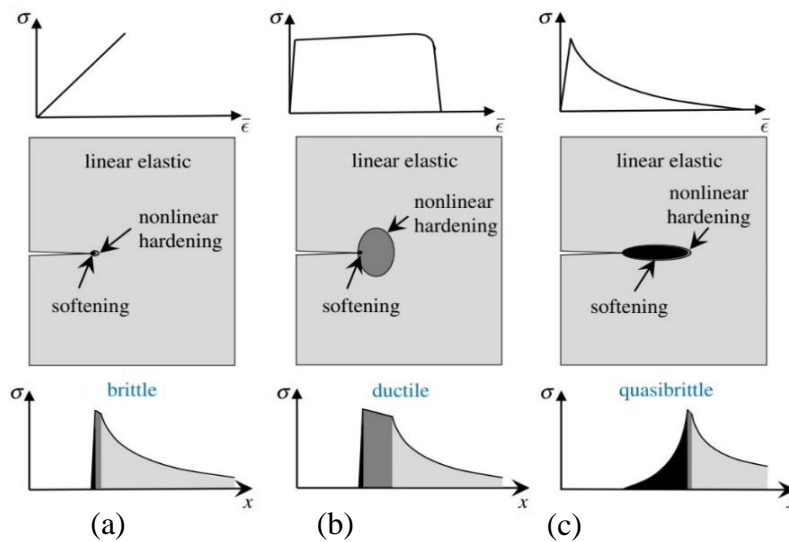 σ
ε̄
linear elastic
nonlinear
hardening
softening
brittle
σ
x
(a)
σ
ε̄
linear elastic
nonlinear
hardening
softening
ductile
σ
x
(b)
σ
ε̄
linear elastic
nonlinear
hardening
softening
quasibrittle
σ
x
(c)